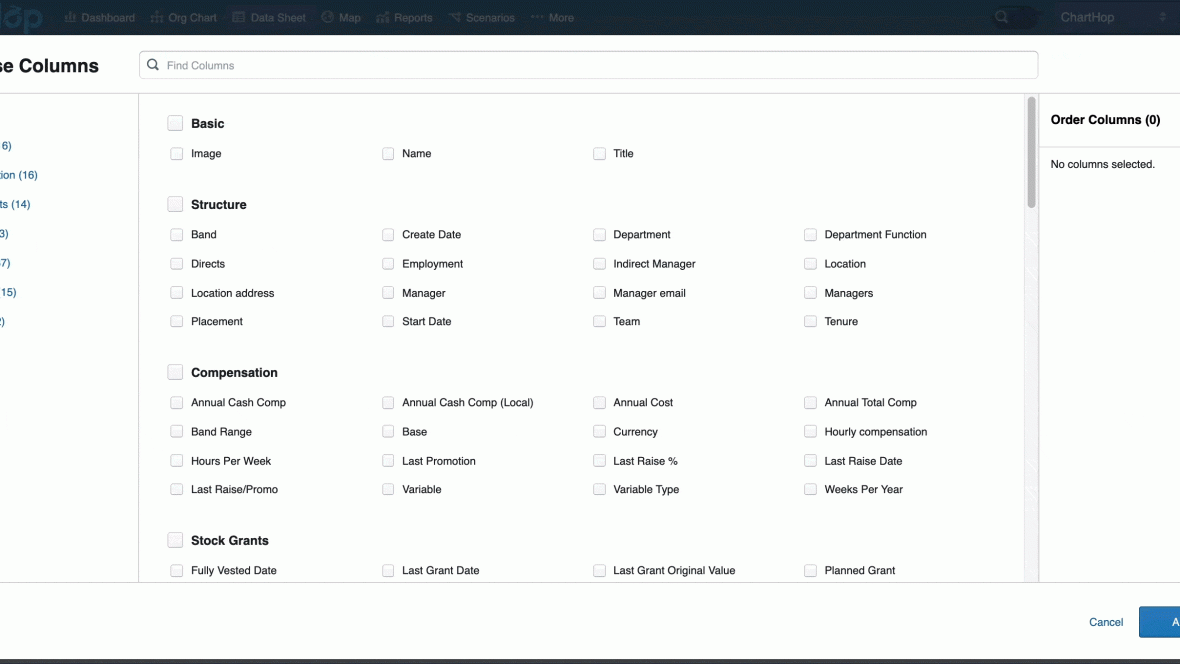 Dashboard Org Chart Data Sheet Map Reports Scenarios ••• More ChartHop
se Columns
Find Columns
6)
ion (16)
ts (14)
3)
7)
15)
Basic
Image Name Title
Structure
Band Create Date Department Department Function
Directs Employment Indirect Manager Location
Location address Manager Manager email Managers
Placement Start Date Team Tenure
Compensation
Annual Cash Comp Annual Cash Comp (Local) Annual Cost Annual Total Comp
Band Range Base Currency Hourly compensation
Hours Per Week Last Promotion Last Raise % Last Raise Date
Last Raise/Promo Variable Variable Type Weeks Per Year
Stock Grants
Fully Vested Date Last Grant Date Last Grant Original Value Planned Grant
Order Columns (0)
No columns selected.
Cancel
A